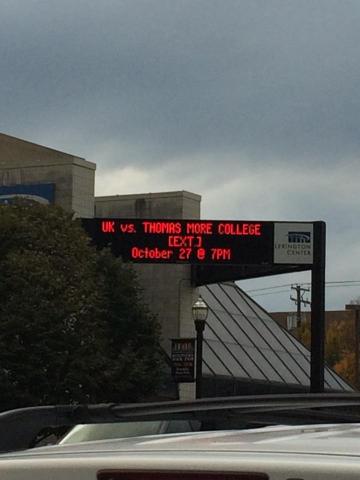 UK vs. THOMAS MORE COLLEGE
[EXT]
October 27 @ 7PM
LEXINGTON
CENTER